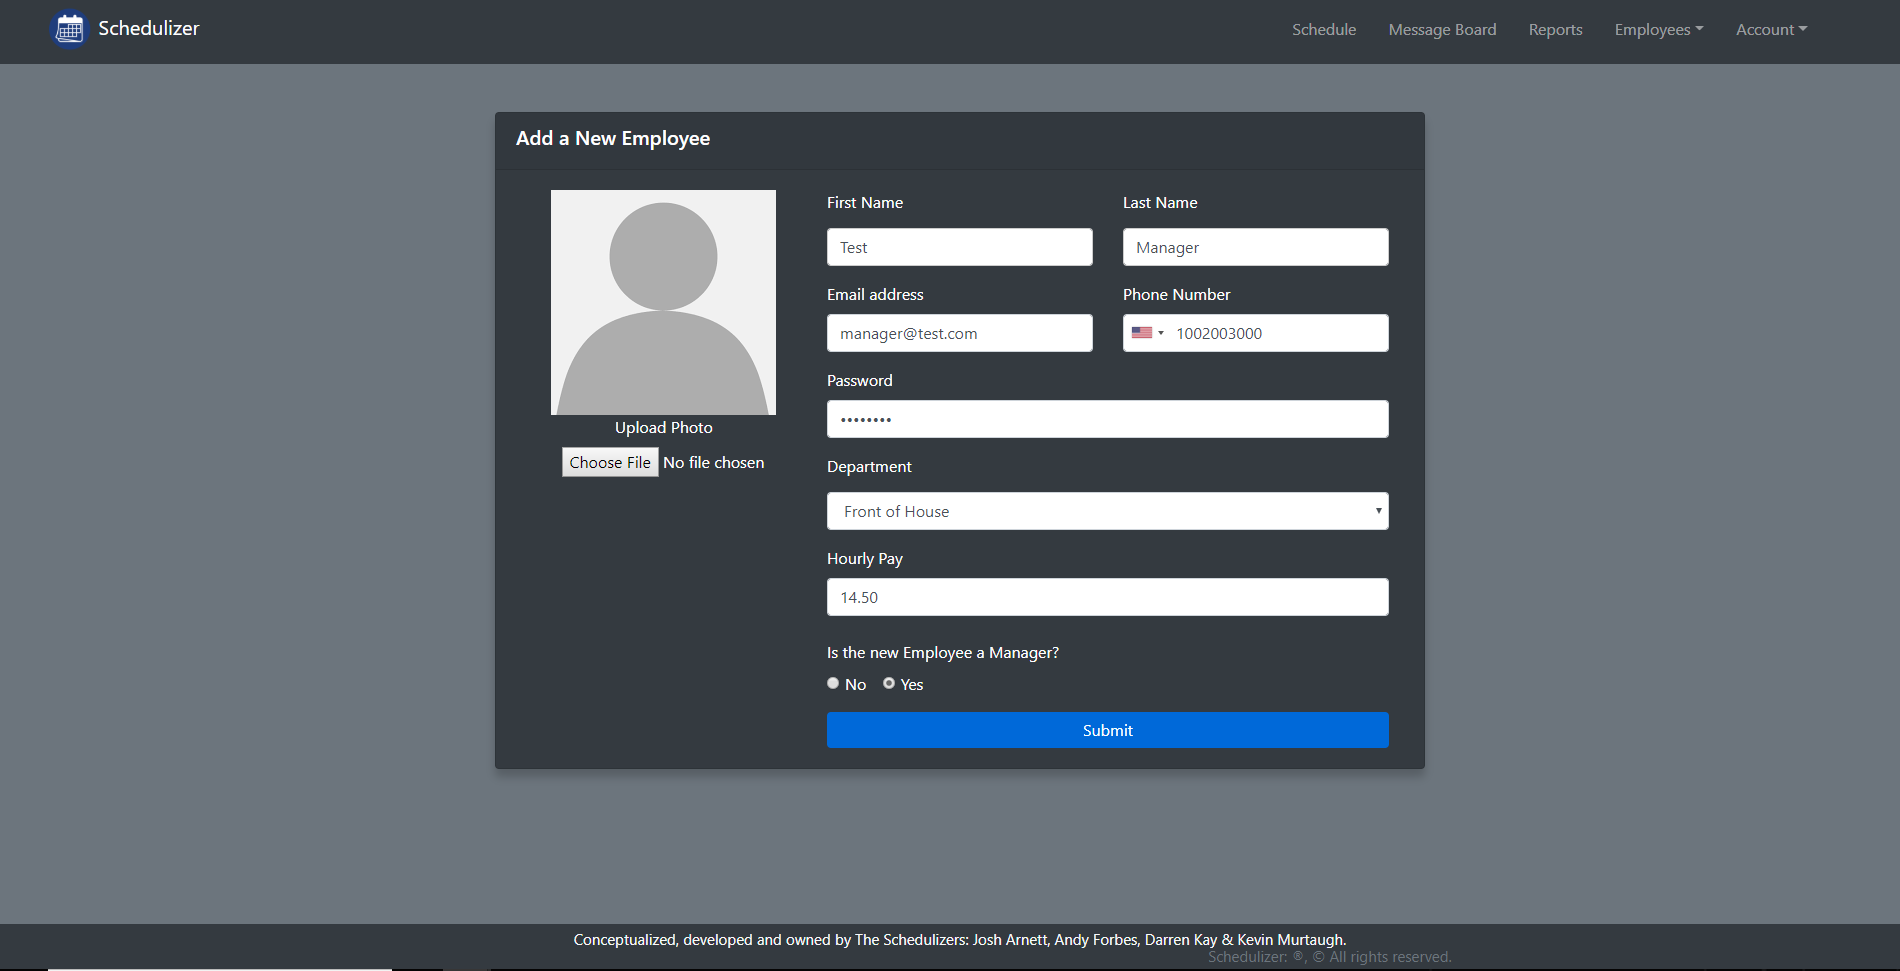 Schedulizer
Schedule Message Board Reports Employees Account
Add a New Employee
Upload Photo
Choose File No file chosen
First Name Last Name
Test Manager
Email address Phone Number
manager@test.com 1002003000
Password
••••••••
Department
Front of House
Hourly Pay
14.50
Is the new Employee a Manager?
No Yes
Submit
Conceptualized, developed and owned by The Schedulizers: Josh Arnett, Andy Forbes, Darren Kay & Kevin Murtaugh.
Schedulizer: ®, © All rights reserved.